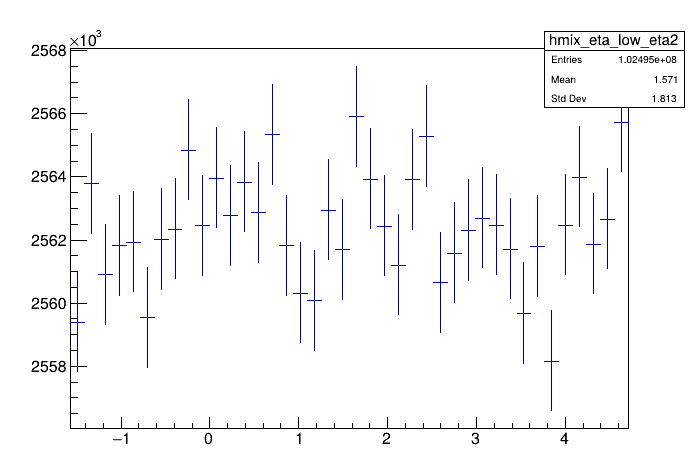 ×10³
hmix_eta_low_eta2
Entries 1.02495e+08
Mean 1.571
Std Dev 1.813
2568
2566
2564
2562
2560
2558
−1 0 1 2 3 4